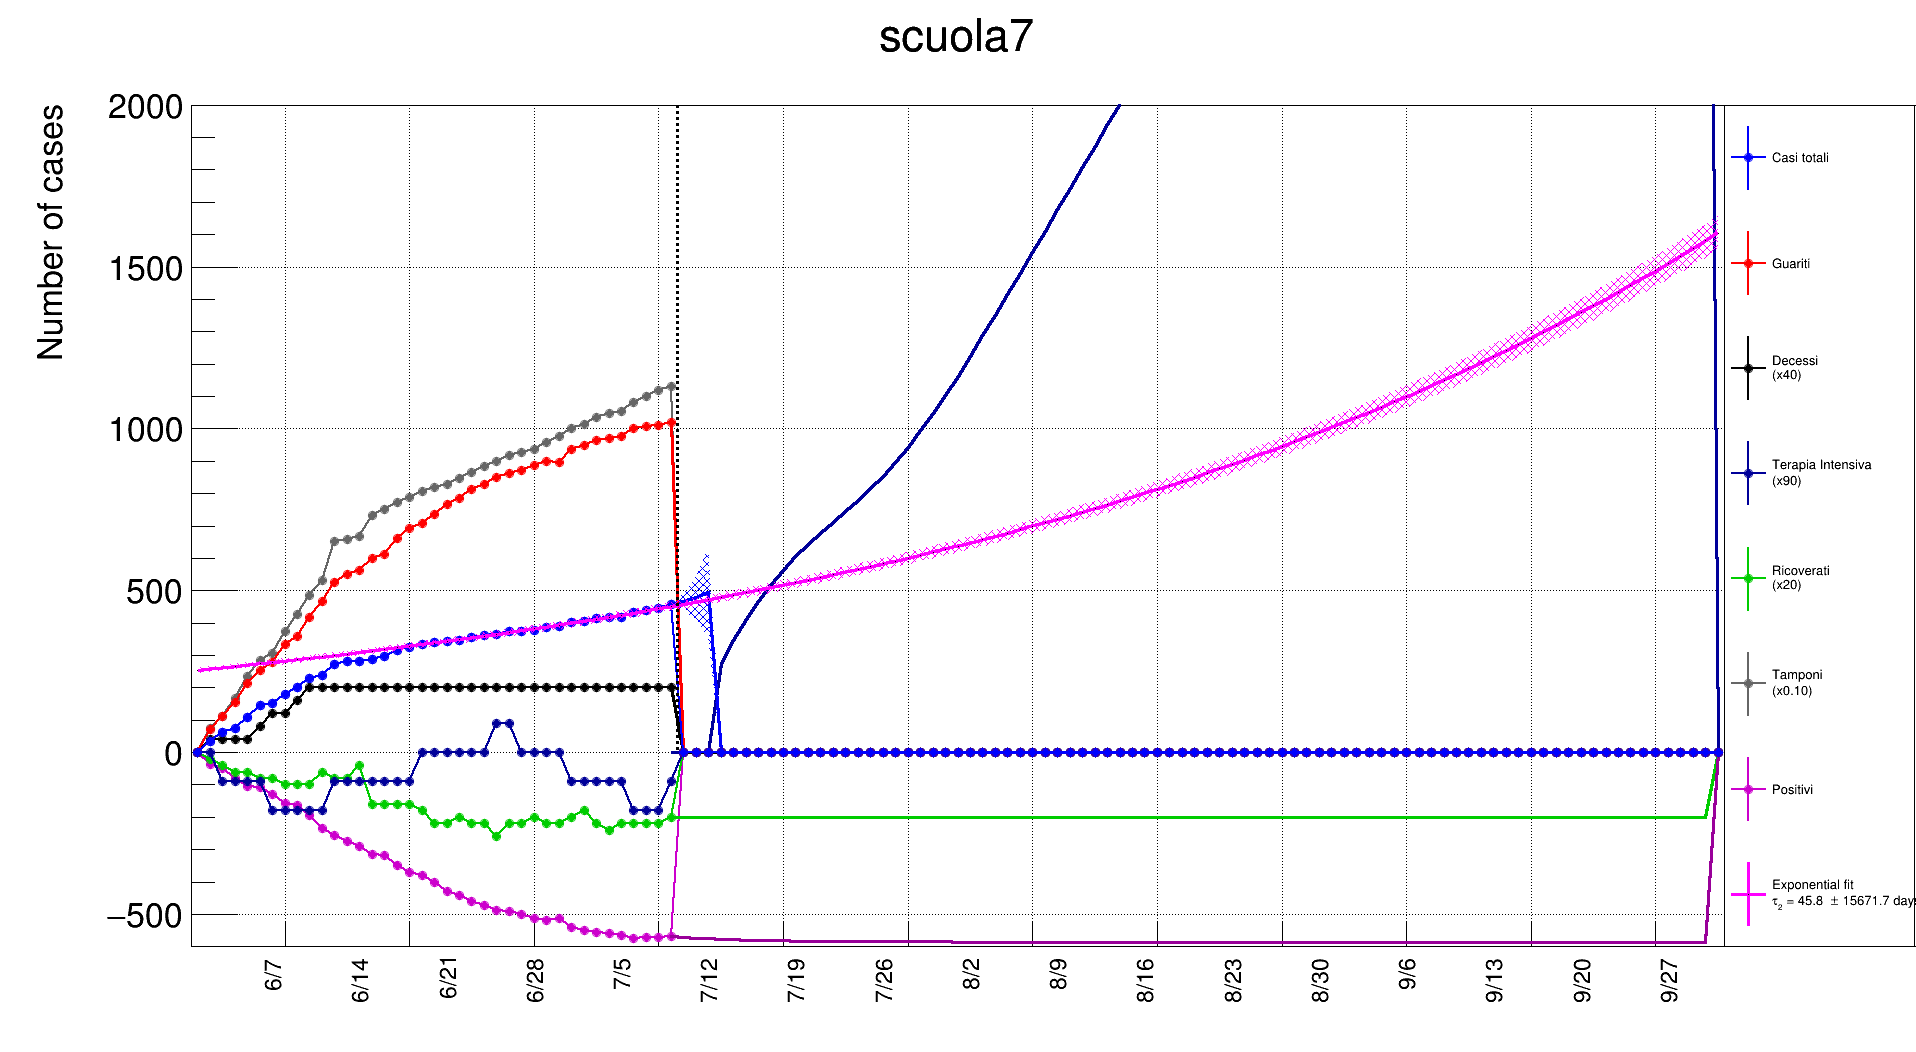 scuola7
Number of cases
2000
1500
1000
500
0
−500
6/7
6/14
6/21
6/28
7/5
7/12
7/19
7/26
8/2
8/9
8/16
8/23
8/30
9/6
9/13
9/20
9/27
Casi totali
Guariti
Decessi
(x40)
Terapia Intensiva
(x90)
Ricoverati
(x20)
Tamponi
(x0.10)
Positivi
Exponential fit
τ2 = 45.8 ± 15671.7 days